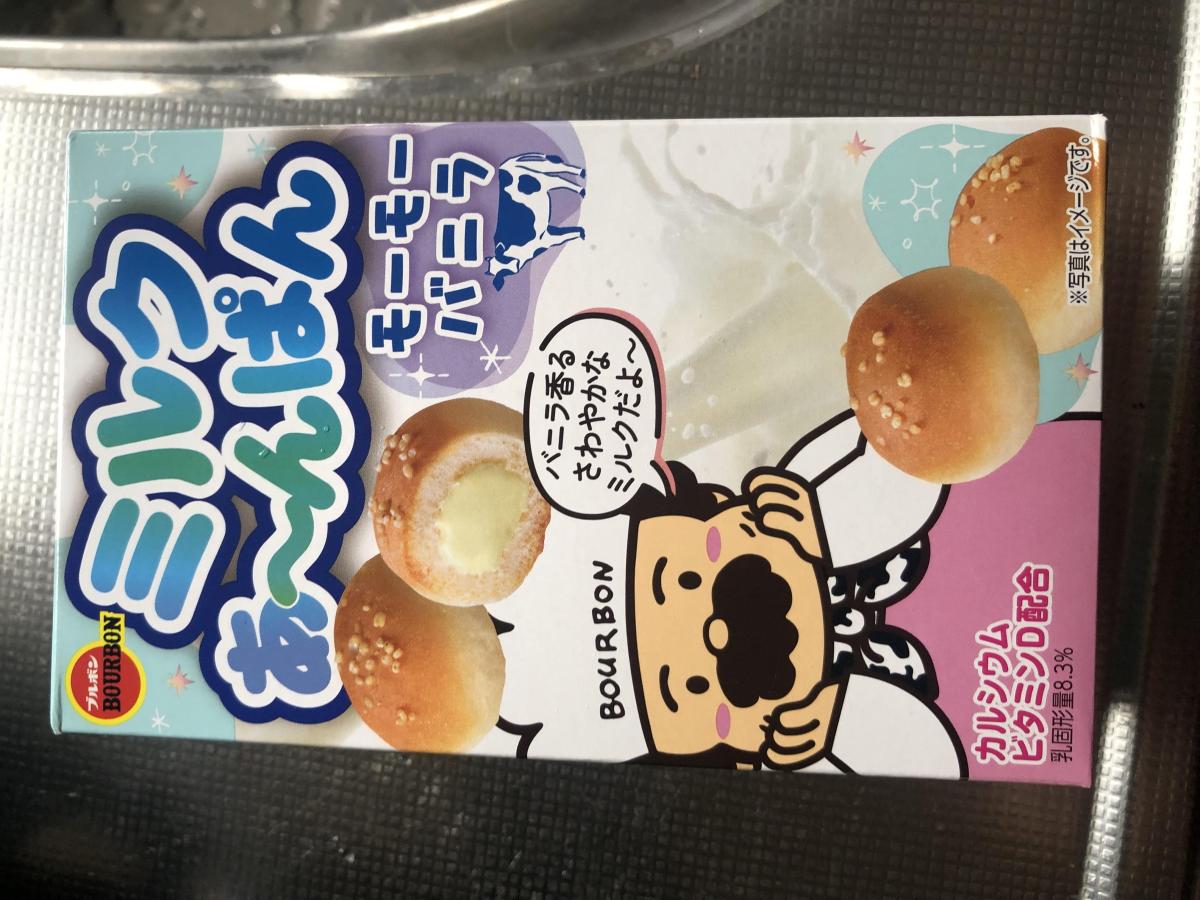 ブルボン
BOURBON
ミルク
あ〜んぱん
モーモー
バニラ
バニラ香る
さわやかな
ミルクだよ〜
BOURBON
カルシウム
ビタミンD配合
乳固形量8.3%
※写真はイメージです。